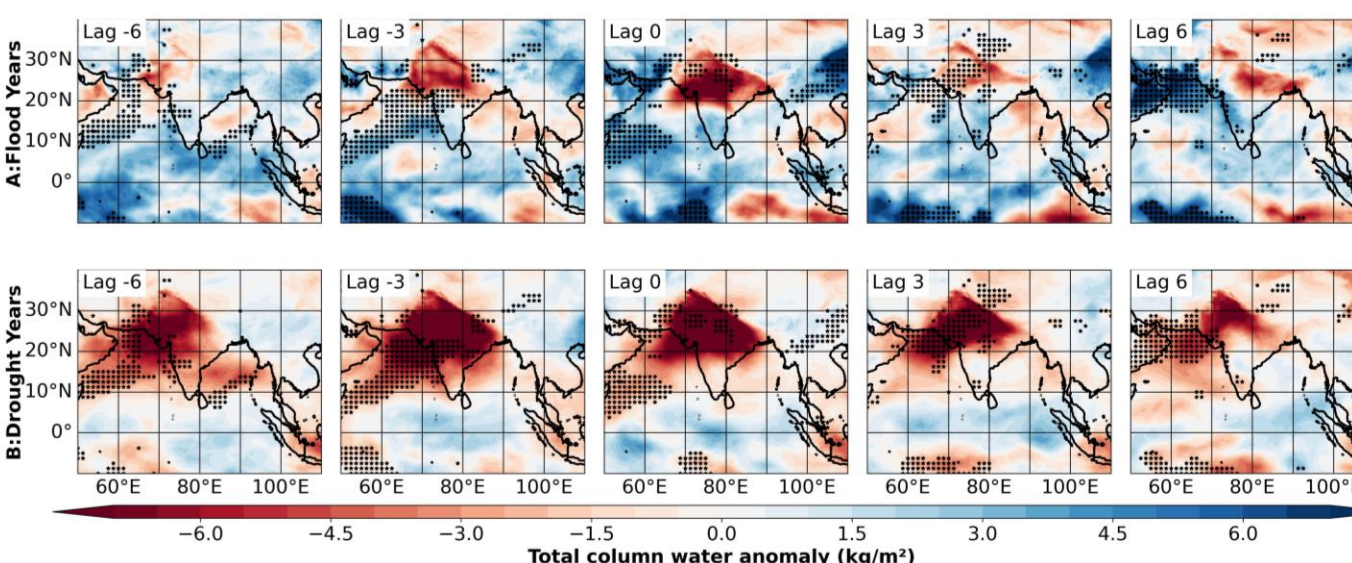 A:Flood Years
Lag -6
Lag -3
Lag 0
Lag 3
Lag 6
30°N
20°N
10°N
0°
B:Drought Years
Lag -6
Lag -3
Lag 0
Lag 3
Lag 6
30°N
20°N
10°N
0°
60°E 80°E 100°E 60°E 80°E 100°E 60°E 80°E 100°E 60°E 80°E 100°E 60°E 80°E 100°
−6.0 −4.5 −3.0 −1.5 0.0 1.5 3.0 4.5 6.0
Total column water anomaly (kg/m²)